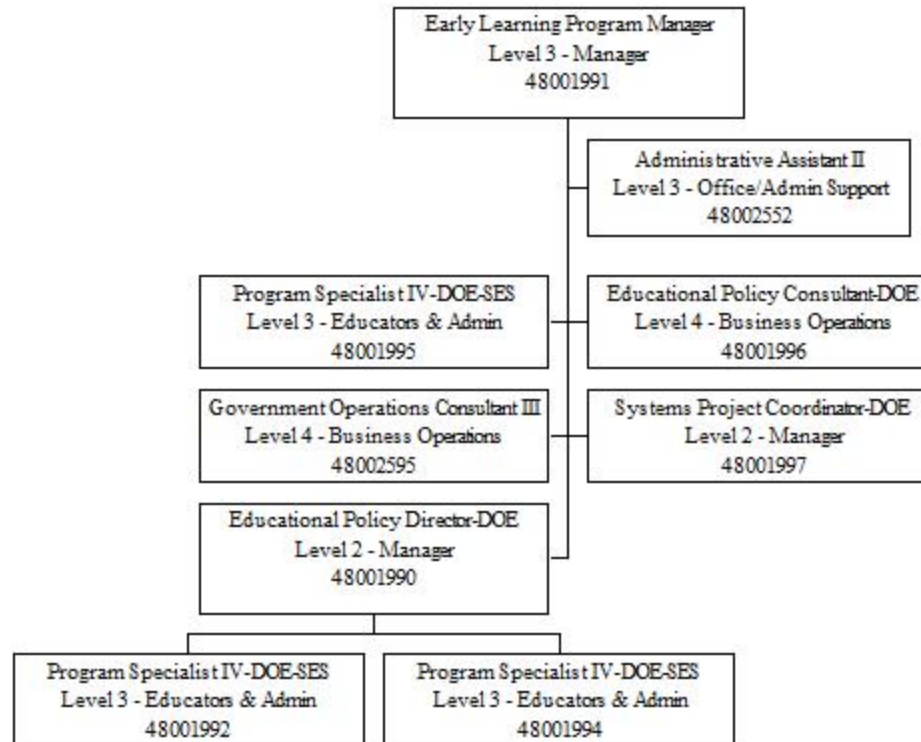 Early Learning Program Manager
Level 3 - Manager
48001991
Administrative Assistant II
Level 3 - Office/Admin Support
48002552
Program Specialist IV-DOE-SES
Level 3 - Educators & Admin
48001995
Educational Policy Consultant-DOE
Level 4 - Business Operations
48001996
Government Operations Consultant III
Level 4 - Business Operations
48002595
Systems Project Coordinator-DOE
Level 2 - Manager
48001997
Educational Policy Director-DOE
Level 2 - Manager
48001990
Program Specialist IV-DOE-SES
Level 3 - Educators & Admin
48001992
Program Specialist IV-DOE-SES
Level 3 - Educators & Admin
48001994